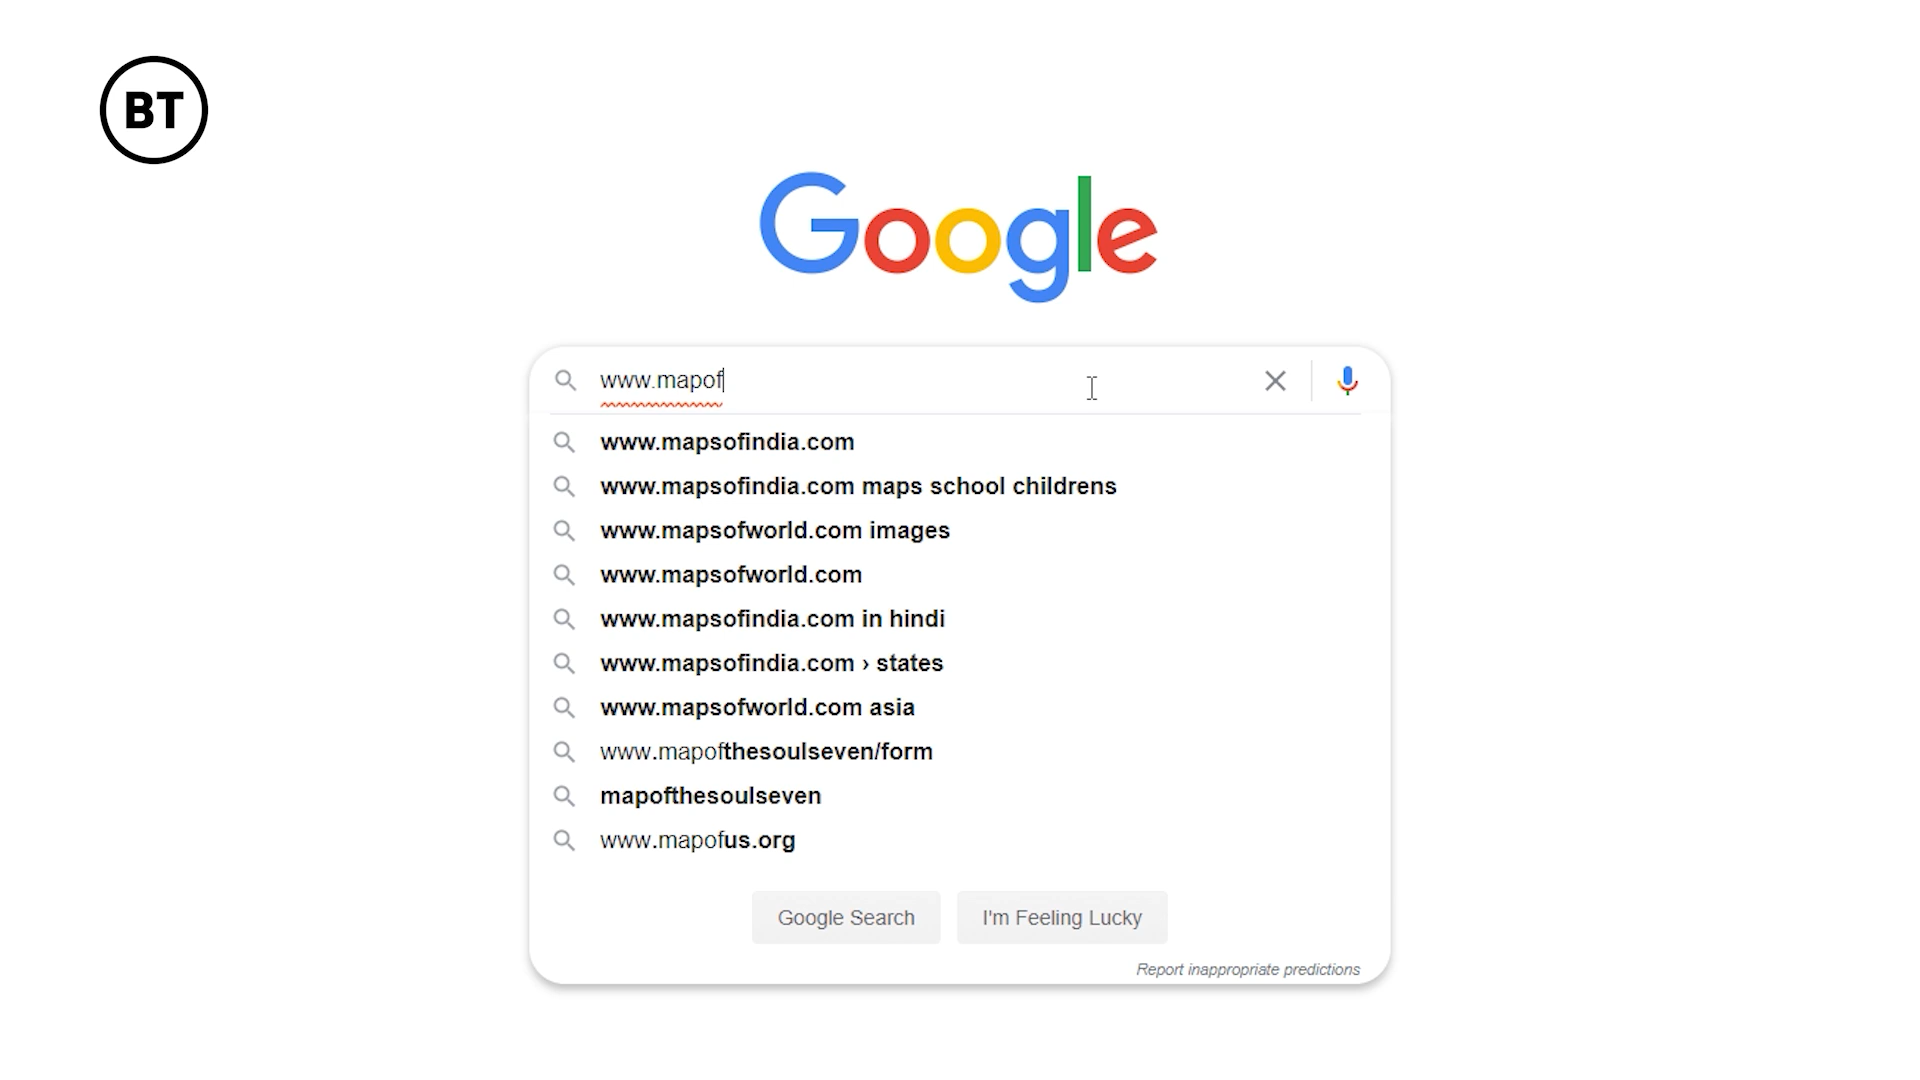 BT
Google
www.mapof
www.mapsofindia.com
www.mapsofindia.com maps school childrens
www.mapsofworld.com images
www.mapsofworld.com
www.mapsofindia.com in hindi
www.mapsofindia.com › states
www.mapsofworld.com asia
www.mapofthesoulseven/form
mapofthesoulseven
www.mapofus.org
Google Search I'm Feeling Lucky
Report inappropriate predictions